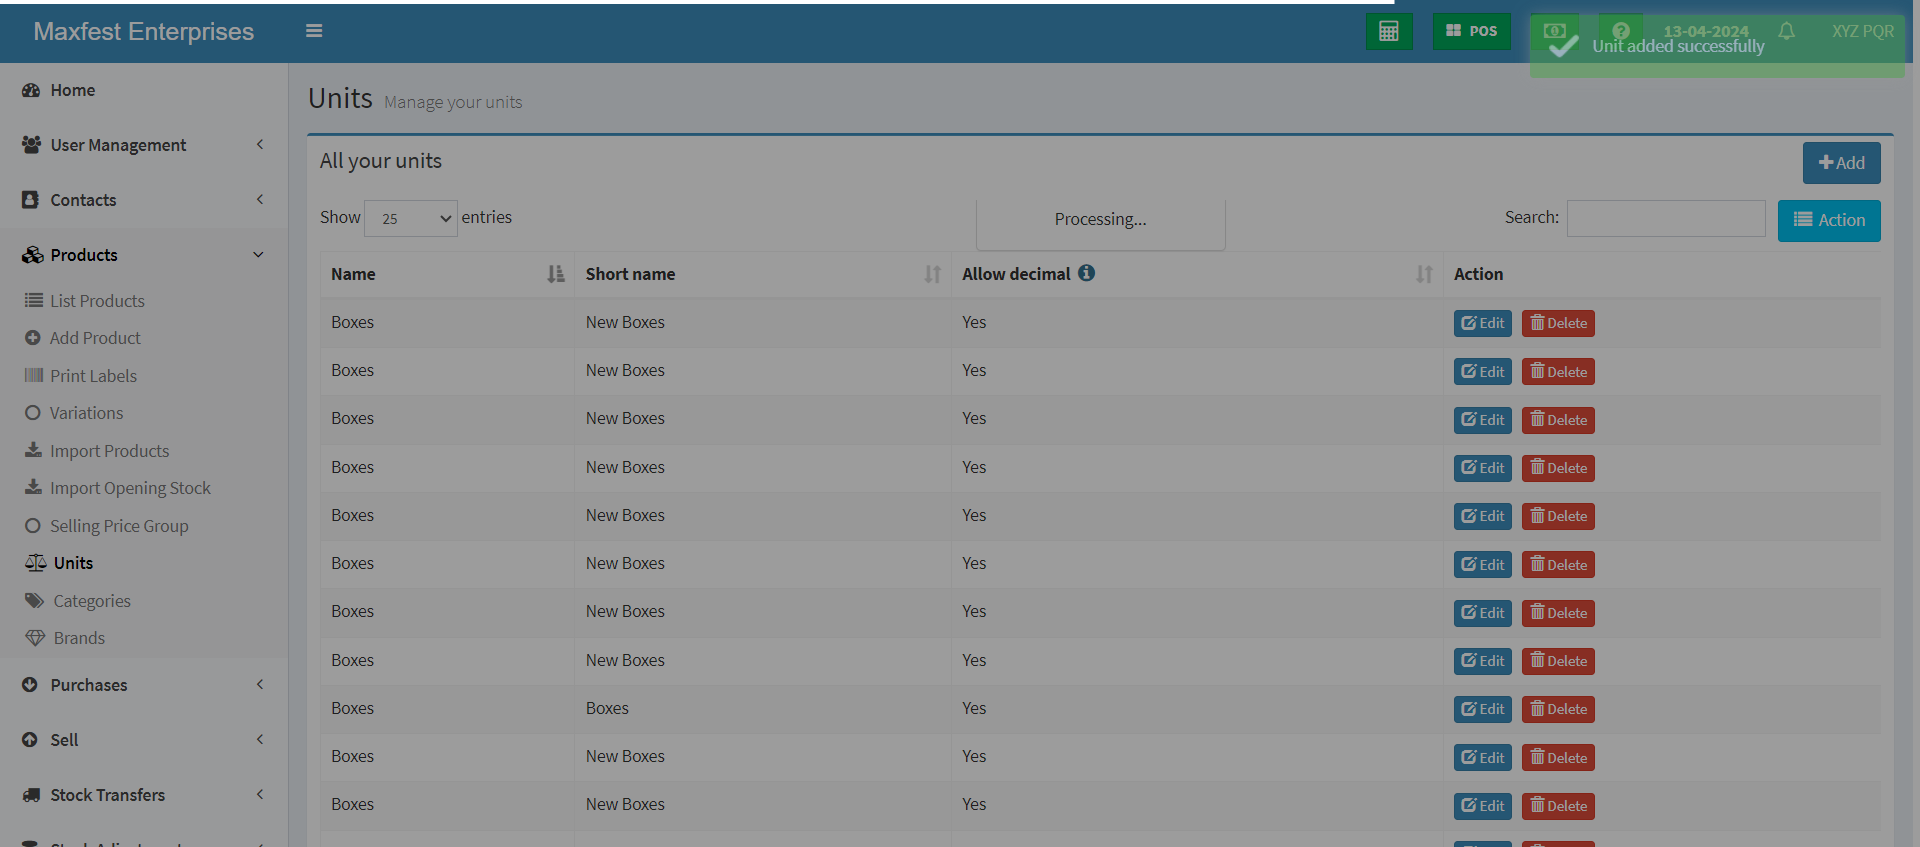 Maxfest Enterprises
POS
13-04-2024
XYZ PQR
Unit added successfully
Home
User Management
Contacts
Products
List Products
Add Product
Print Labels
Variations
Import Products
Import Opening Stock
Selling Price Group
Units
Categories
Brands
Purchases
Sell
Stock Transfers
Units Manage your units
All your units
Add
Show 25 entries
Processing...
Search:
Action
Name Short name Allow decimal Action
Boxes New Boxes Yes Edit Delete
Boxes New Boxes Yes Edit Delete
Boxes New Boxes Yes Edit Delete
Boxes New Boxes Yes Edit Delete
Boxes New Boxes Yes Edit Delete
Boxes New Boxes Yes Edit Delete
Boxes New Boxes Yes Edit Delete
Boxes New Boxes Yes Edit Delete
Boxes Boxes Yes Edit Delete
Boxes New Boxes Yes Edit Delete
Boxes New Boxes Yes Edit Delete